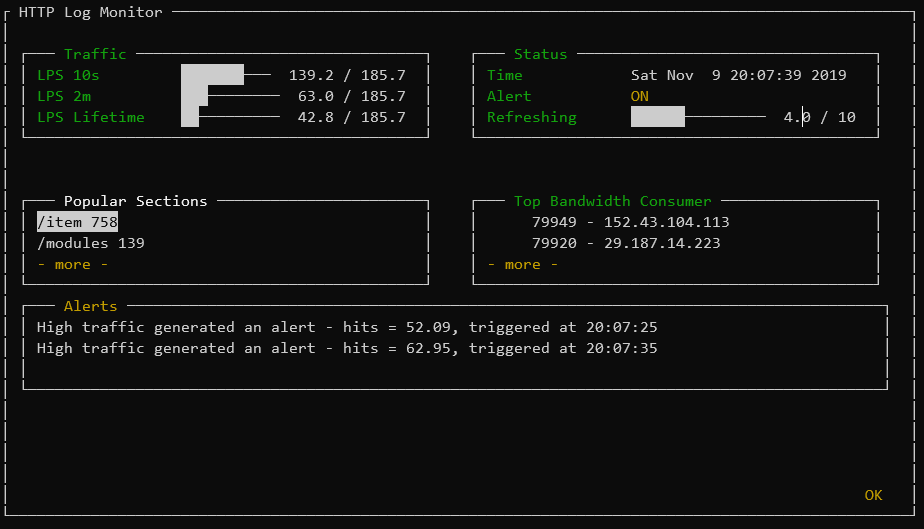 HTTP Log Monitor
Traffic
LPS 10s 139.2 / 185.7
LPS 2m 63.0 / 185.7
LPS Lifetime 42.8 / 185.7
Status
Time Sat Nov  9 20:07:39 2019
Alert ON
Refreshing 4.0 / 10
Popular Sections
/item 758
/modules 139
- more -
Top Bandwidth Consumer
79949 - 152.43.104.113
79920 - 29.187.14.223
- more -
Alerts
High traffic generated an alert - hits = 52.09, triggered at 20:07:25
High traffic generated an alert - hits = 62.95, triggered at 20:07:35
OK